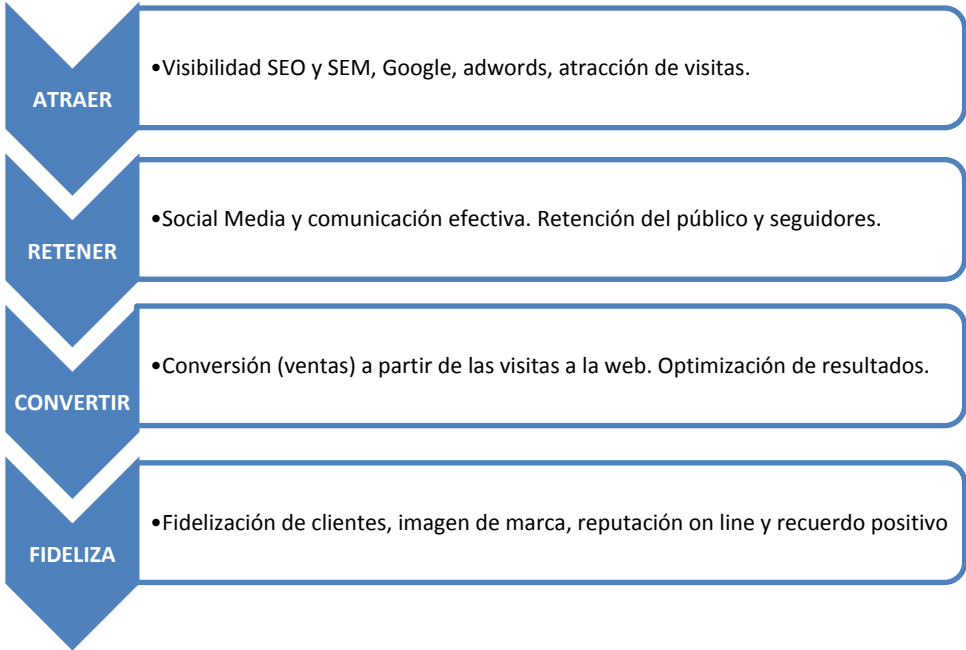 ATRAER
•Visibilidad SEO y SEM, Google, adwords, atracción de visitas.
RETENER
•Social Media y comunicación efectiva. Retención del público y seguidores.
CONVERTIR
•Conversión (ventas) a partir de las visitas a la web. Optimización de resultados.
FIDELIZA
•Fidelización de clientes, imagen de marca, reputación on line y recuerdo positivo